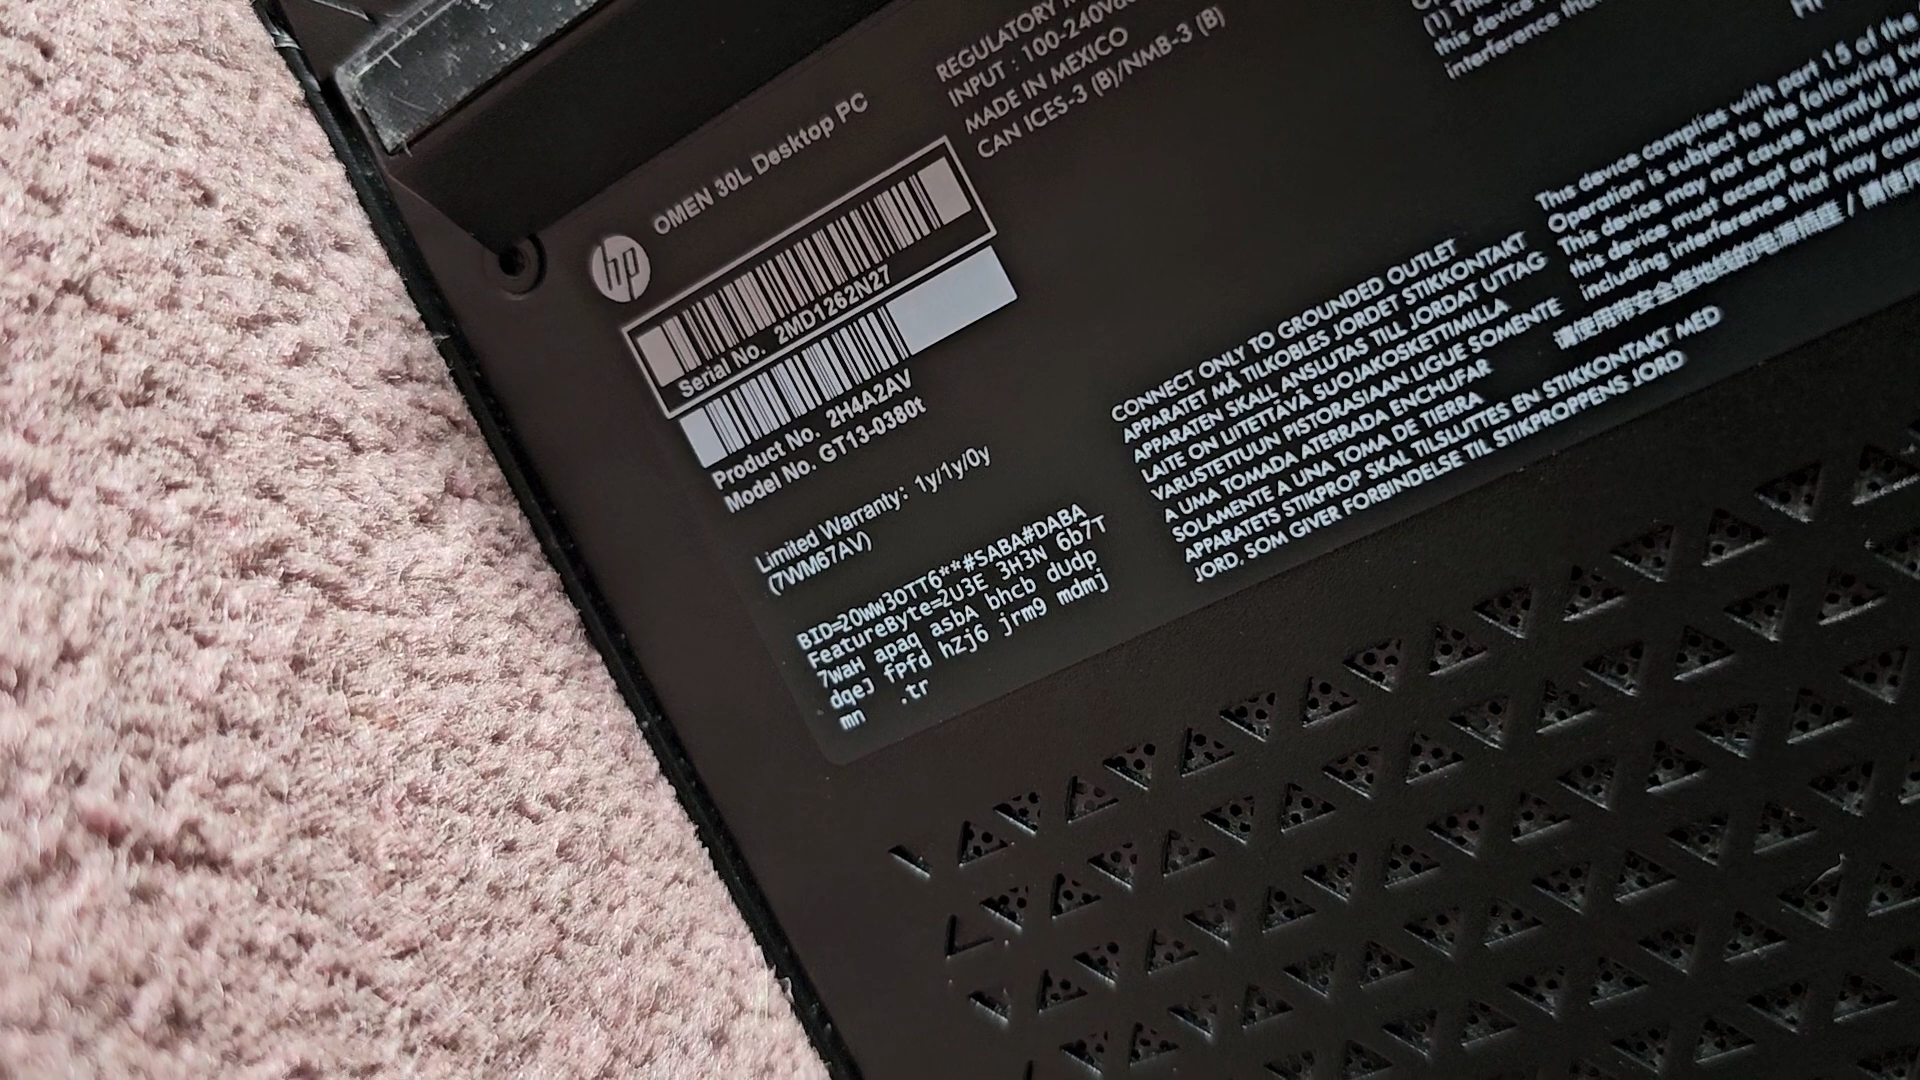 OMEN 30L Desktop PC
hp
Serial No. 2MD1262N27
Product No. 2H4A2AV
Model No. GT13-0380t
Limited Warranty: 1y/1y/0y
(7WM67AV)
BID=20WW3OTT6**#SABA#DABA
FeatureByte=2U3E 3H3N 6b7T
7waH apaq asbA bhcb dUdp
dqeJ fPfd hZj6 jrm9 mdmj
mn .tr
REGULATORY
INPUT : 100-240V
MADE IN MEXICO
CAN ICES-3 (B)/NMB-3 (B)
CONNECT ONLY TO GROUNDED OUTLET
APPARATET MÅ TILKOBLES JORDET STIKKONTAKT
APPARATEN SKALL ANSLUTAS TILL JORDAT UTTAG
LAITE ON LIITETTÄVÄ SUOJAKOSKETTIMILLA
VARUSTETTUUN PISTORASIAAN LIGUE SOMENTE
A UMA TOMADA ATERRADA ENCHUFAR
SOLAMENTE A UNA TOMA DE TIERRA
APPARATETS STIKPROP SKAL TILSLUTTES EN STIKKONTAKT MED
JORD, SOM GIVER FORBINDELSE TIL STIKPROPPENS JORD
(1) This
this device
interference
This device complies with part 15 of the
Operation is subject to the following
This device may not cause harmful
this device must accept any
including interference that may
请使用带安全接地线的电源插座 /